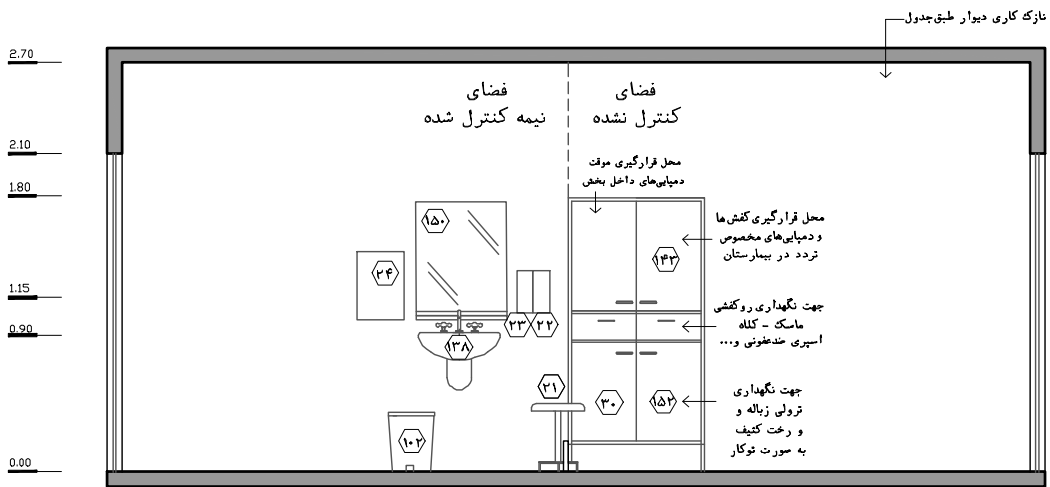 نازک کاری دیوار طبق جدول
2.70
فضای
نیمه کنترل شده
فضای
کنترل نشده
2.10
محل قرارگیری موقت
دمپایی‌های داخل بخش
1.80
۱۵۰
محل قرارگیری کفش‌ها
و دمپایی‌های مخصوص
تردد در بیمارستان
۱۴۳
۲۴
1.15
جهت نگهداری روکفشی
ماسک - کلاه
اسپری ضدعفونی و...
۲۳
۲۲
0.90
۱۳۸
۲۱
۳۰
۱۵۲
جهت نگهداری
ترولی زباله و
و رخت کثیف
به صورت توکار
۱۰۲
0.00